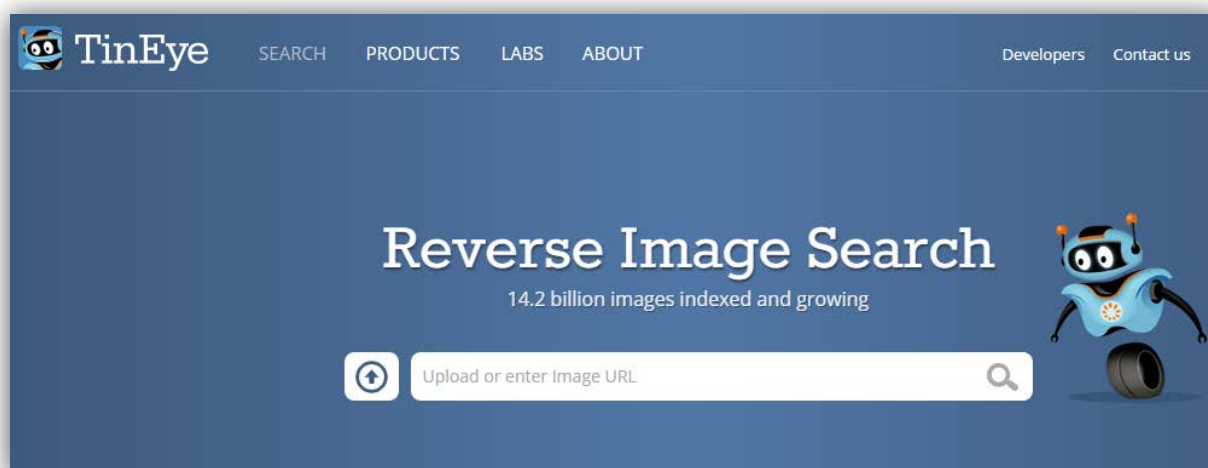 TinEye SEARCH PRODUCTS LABS ABOUT Developers Contact us
Reverse Image Search
14.2 billion images indexed and growing
Upload or enter Image URL